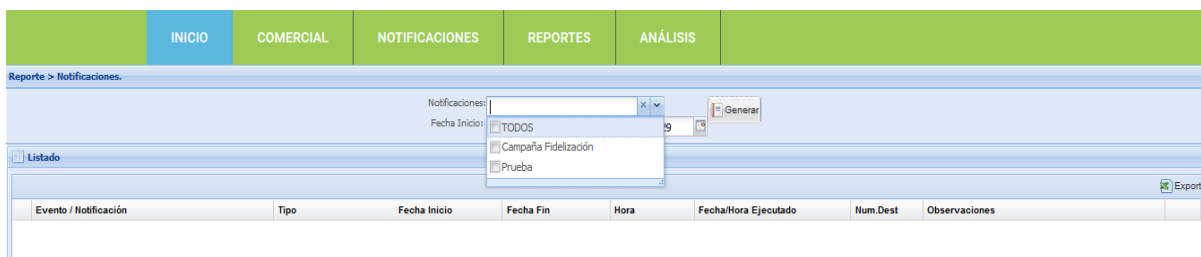 INICIO COMERCIAL NOTIFICACIONES REPORTES ANÁLISIS
Reporte > Notificaciones.
Notificaciones: Generar
Fecha Inicio: 29
TODOS
Campaña Fidelización
Prueba
Listado
Export
Evento / Notificación Tipo Fecha Inicio Fecha Fin Hora Fecha/Hora Ejecutado Num.Dest Observaciones